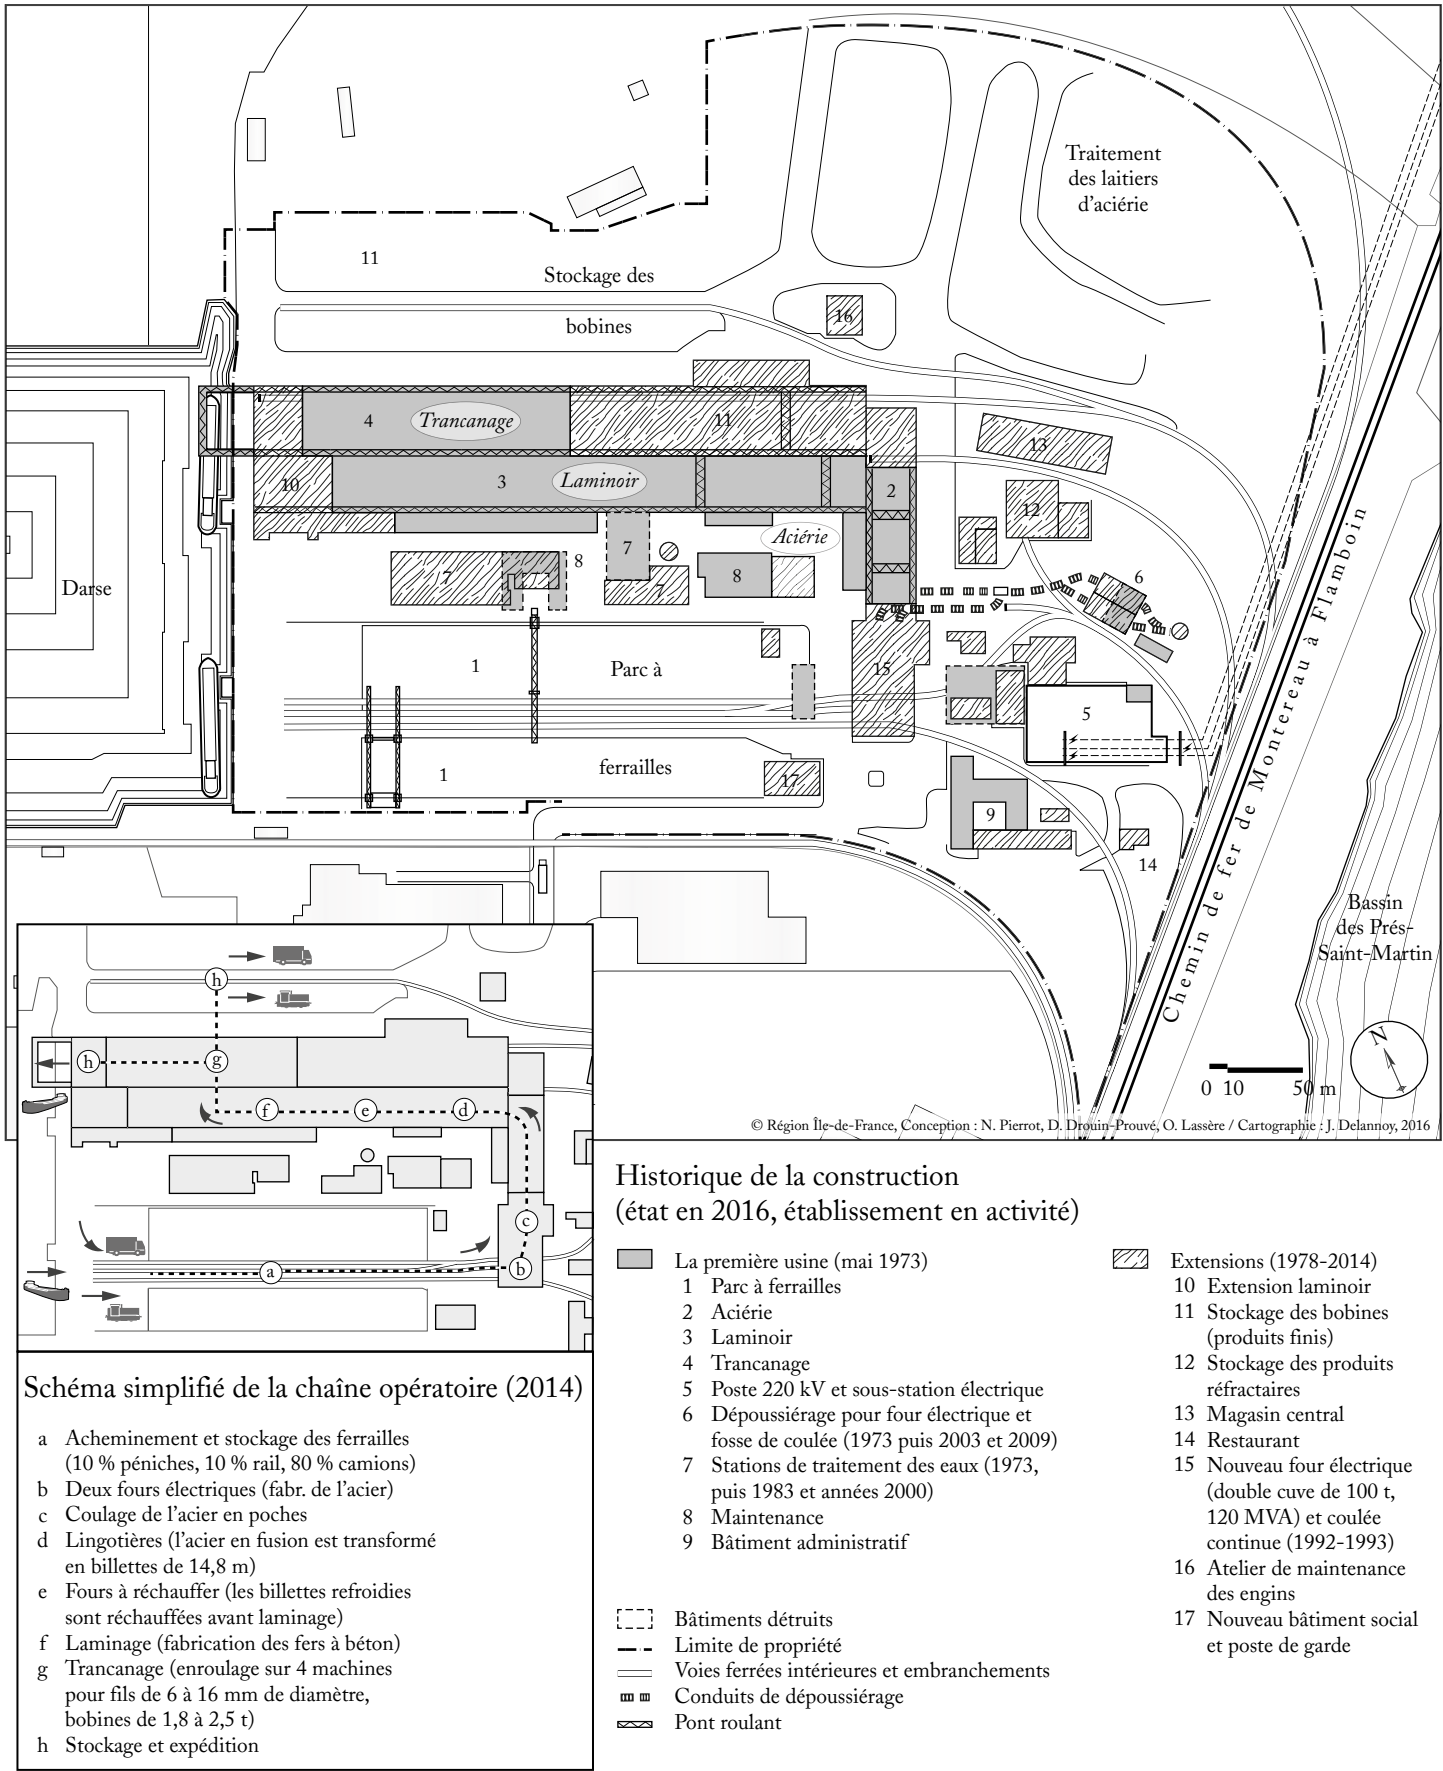 Traitement
des laitiers
d'aciérie
11
Stockage des
bobines
16
4
Trancanage
11
13
10
3
Laminoir
2
12
Aciérie
7
8
7
8
7
6
Darse
1
Parc à
15
5
1
ferrailles
17
9
14
Chemin de fer de Montereau à Flamboin
Bassin
des Prés-
Saint-Martin
N
0 10 50 m
© Région Île-de-France, Conception : N. Pierrot, D. Drouin-Prouvé, O. Lassère / Cartographie : J. Delannoy, 2016
h
h
g
f
e
d
c
b
a
Schéma simplifié de la chaîne opératoire (2014)
a Acheminement et stockage des ferrailles
(10 % péniches, 10 % rail, 80 % camions)
b Deux fours électriques (fabr. de l'acier)
c Coulage de l'acier en poches
d Lingotières (l'acier en fusion est transformé
en billettes de 14,8 m)
e Fours à réchauffer (les billettes refroidies
sont réchauffées avant laminage)
f Laminage (fabrication des fers à béton)
g Trancanage (enroulage sur 4 machines
pour fils de 6 à 16 mm de diamètre,
bobines de 1,8 à 2,5 t)
h Stockage et expédition
Historique de la construction
(état en 2016, établissement en activité)
La première usine (mai 1973)
1 Parc à ferrailles
2 Aciérie
3 Laminoir
4 Trancanage
5 Poste 220 kV et sous-station électrique
6 Dépoussiérage pour four électrique et
fosse de coulée (1973 puis 2003 et 2009)
7 Stations de traitement des eaux (1973,
puis 1983 et années 2000)
8 Maintenance
9 Bâtiment administratif
Bâtiments détruits
Limite de propriété
Voies ferrées intérieures et embranchements
Conduits de dépoussiérage
Pont roulant
Extensions (1978-2014)
10 Extension laminoir
11 Stockage des bobines
(produits finis)
12 Stockage des produits
réfractaires
13 Magasin central
14 Restaurant
15 Nouveau four électrique
(double cuve de 100 t,
120 MVA) et coulée
continue (1992-1993)
16 Atelier de maintenance
des engins
17 Nouveau bâtiment social
et poste de garde